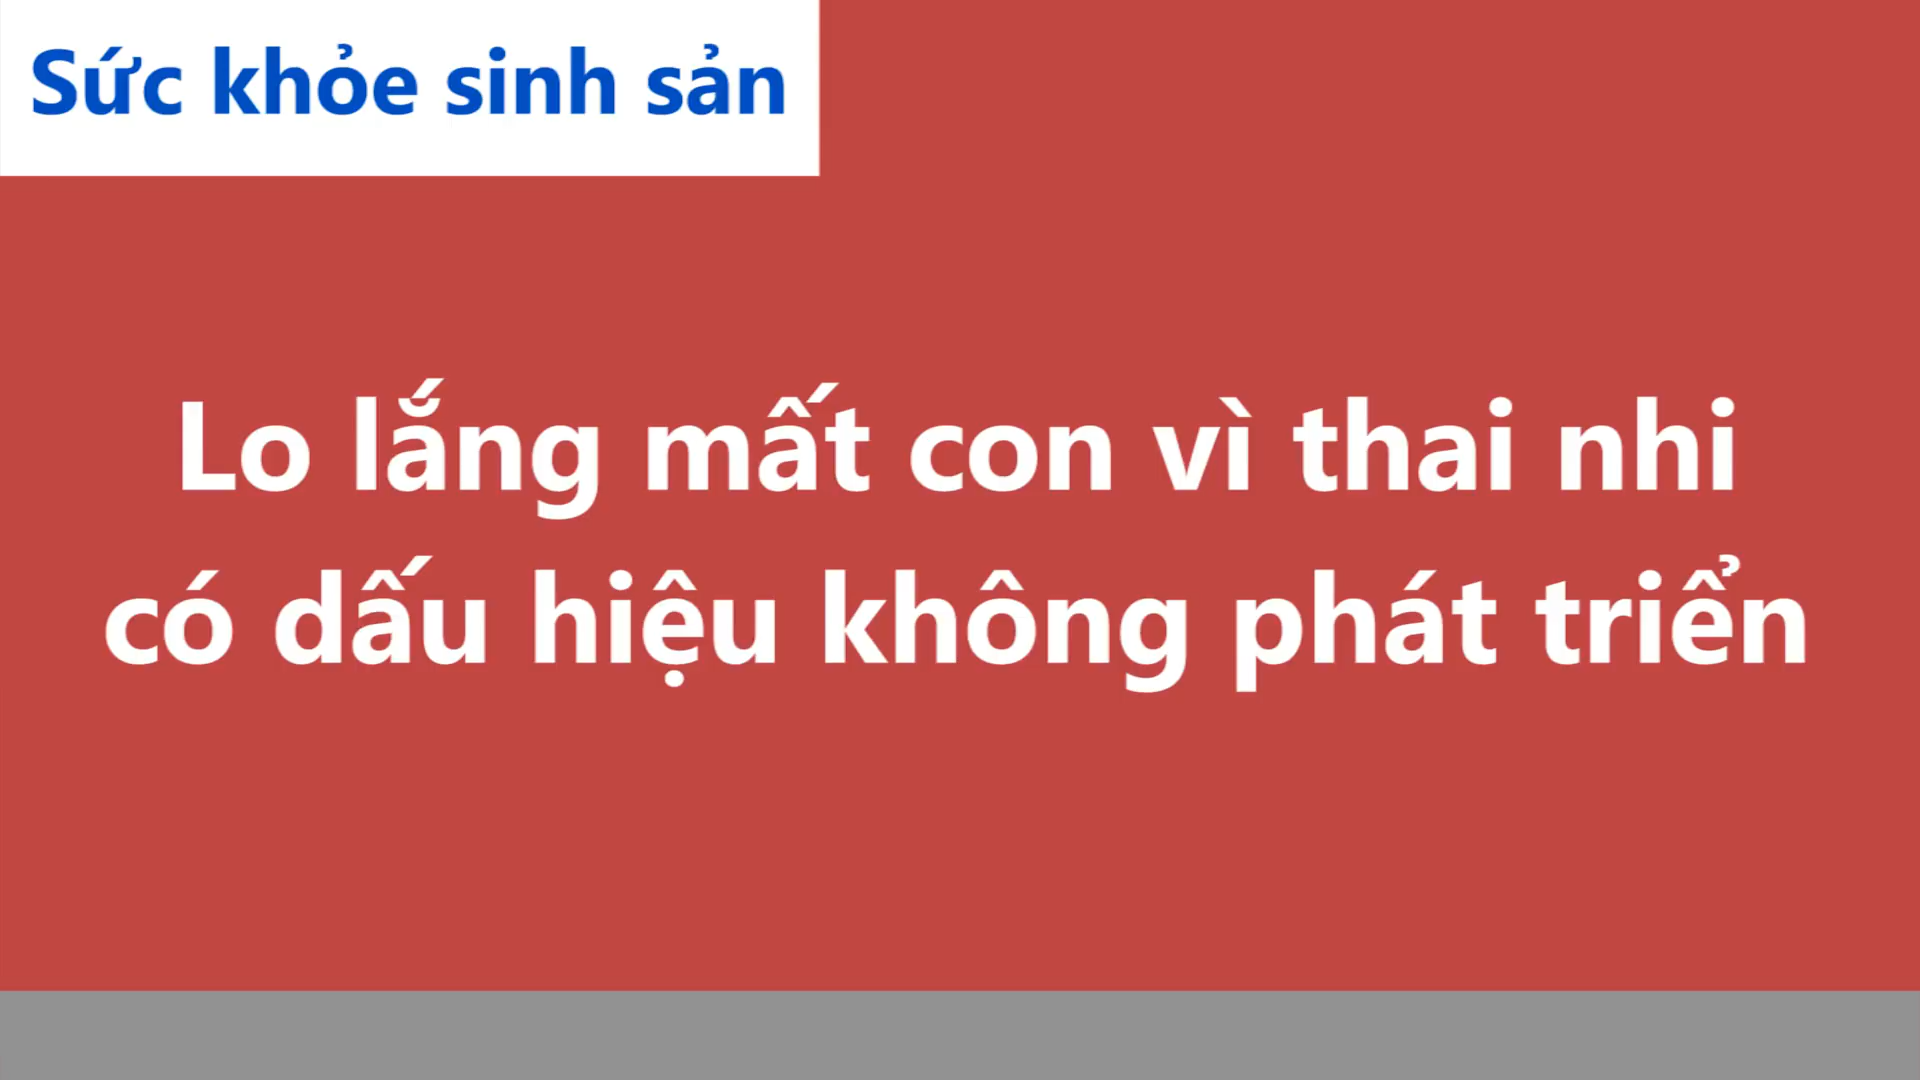 Sức khỏe sinh sản
Lo lắng mất con vì thai nhi
có dấu hiệu không phát triển